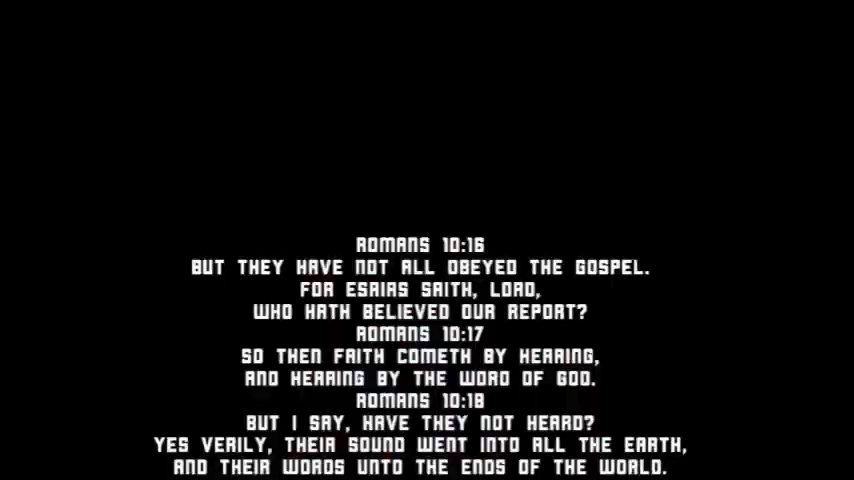 ROMANS 10:16
BUT THEY HAVE NOT ALL OBEYED THE GOSPEL.
FOR ESAIAS SAITH, LORD,
WHO HATH BELIEVED OUR REPORT?
ROMANS 10:17
SO THEN FAITH COMETH BY HEARING,
AND HEARING BY THE WORD OF GOD.
ROMANS 10:18
BUT I SAY, HAVE THEY NOT HEARD?
YES VERILY, THEIR SOUND WENT INTO ALL THE EARTH,
AND THEIR WORDS UNTO THE ENDS OF THE WORLD.